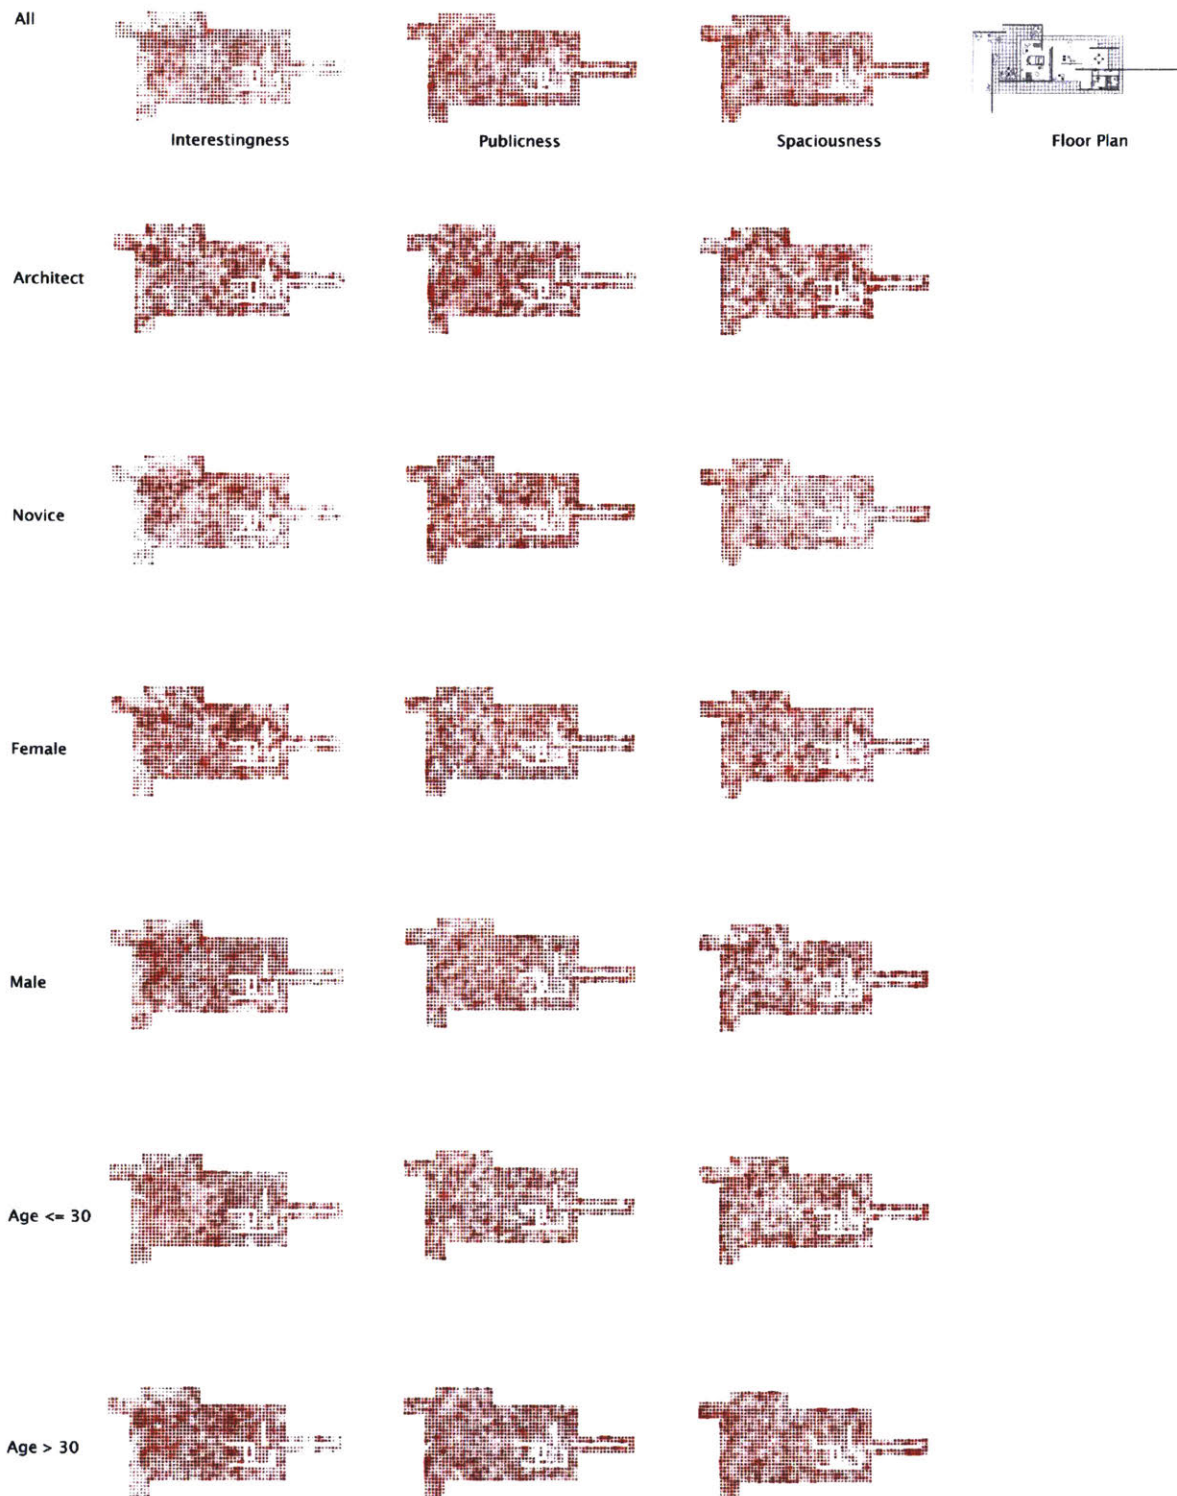 All
Interestingness
Publicness
Spaciousness
Floor Plan
Architect
Novice
Female
Male
Age <= 30
Age > 30